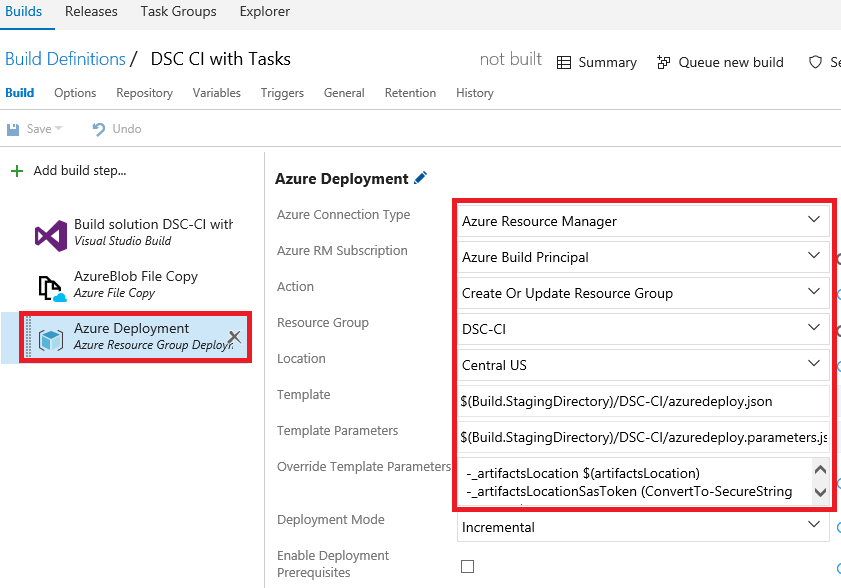 Builds Releases Task Groups Explorer
Build Definitions / DSC CI with Tasks not built Summary Queue new build
Build Options Repository Variables Triggers General Retention History
Save Undo
Add build step...
Build solution DSC-CI with
Visual Studio Build
AzureBlob File Copy
Azure File Copy
Azure Deployment
Azure Resource Group Deploy
Azure Deployment
Azure Connection Type Azure Resource Manager
Azure RM Subscription Azure Build Principal
Action Create Or Update Resource Group
Resource Group DSC-CI
Location Central US
Template $(Build.StagingDirectory)/DSC-CI/azuredeploy.json
Template Parameters $(Build.StagingDirectory)/DSC-CI/azuredeploy.parameters.js
Override Template Parameters -_artifactsLocation $(artifactsLocation)
-_artifactsLocationSasToken (ConvertTo-SecureString
Deployment Mode Incremental
Enable Deployment
Prerequisites